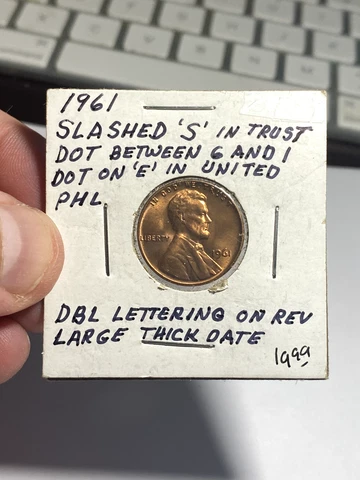 1961
SLASHED 'S' IN TRUST
DOT BETWEEN 6 AND 1
DOT ON 'E' IN UNITED
PHL
IN GOD WE TRUST
LIBERTY
1961
DBL LETTERING ON REV
LARGE THICK DATE
1999